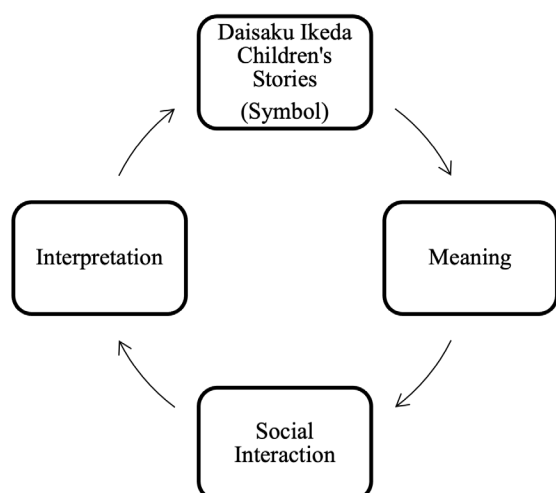 Daisaku Ikeda
Children's
Stories
(Symbol)
Interpretation
Meaning
Social
Interaction